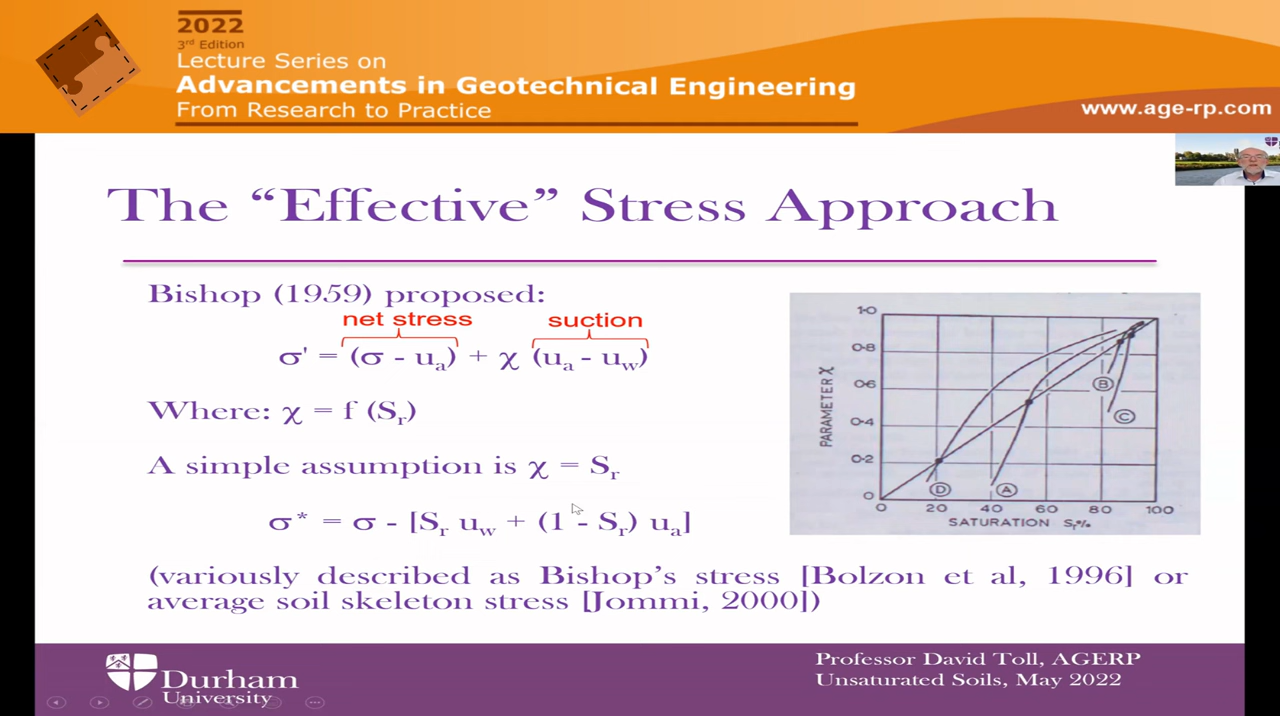 2022
3rd Edition
Lecture Series on
Advancements in Geotechnical Engineering
From Research to Practice
www.age-rp.com
The “Effective” Stress Approach
Bishop (1959) proposed:
net stress suction
σ' = (σ - ua) + χ (ua - uw)
Where: χ = f (Sr)
A simple assumption is χ = Sr
σ* = σ - [Sr uw + (1 - Sr) ua]
(variously described as Bishop’s stress [Bolzon et al, 1996] or
average soil skeleton stress [Jommi, 2000])
PARAMETER χ
1·0
0·8
0·6
0·4
0·2
0
B
C
D
A
0 20 40 60 80 100
SATURATION Sr%
Durham
University
Professor David Toll, AGERP
Unsaturated Soils, May 2022